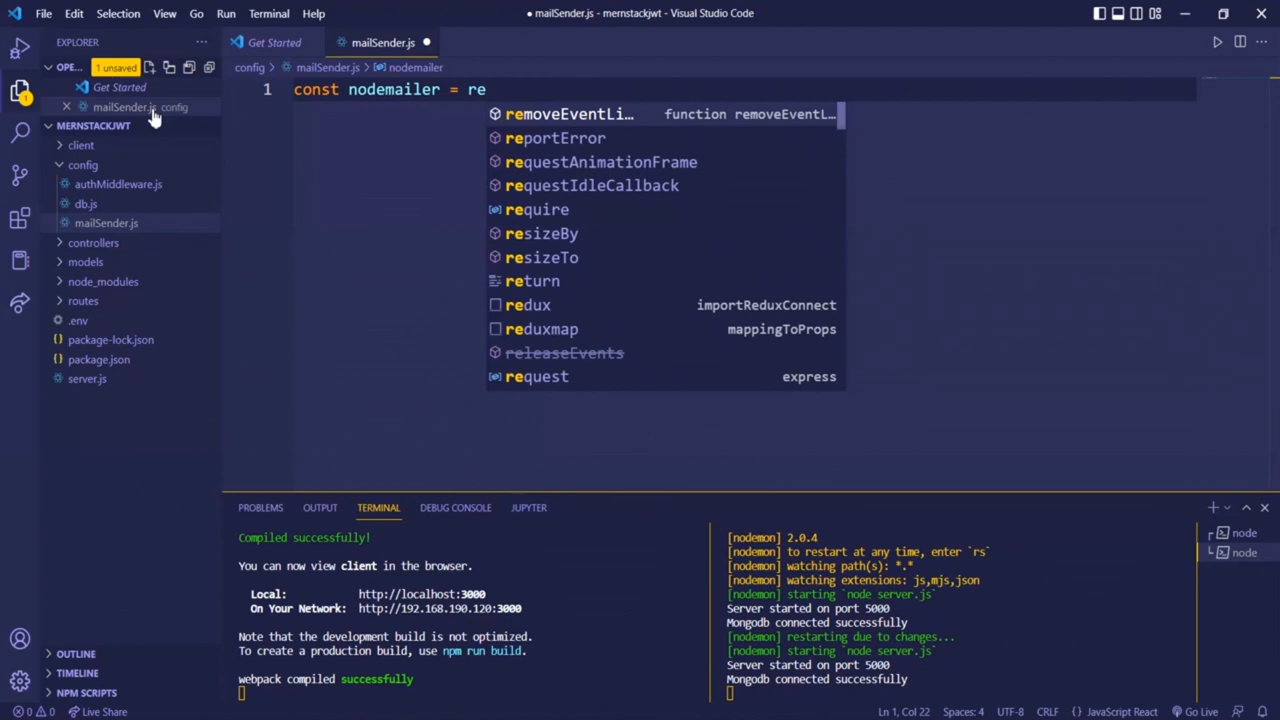 File Edit Selection View Go Run Terminal Help
● mailSender.js - mernstackjwt - Visual Studio Code
EXPLORER
OPE... 1 unsaved
Get Started
mailSender.js config
MERNSTACKJWT
client
config
authMiddleware.js
db.js
mailSender.js
controllers
models
node_modules
routes
.env
package-lock.json
package.json
server.js
OUTLINE
TIMELINE
NPM SCRIPTS
Get Started mailSender.js ●
config > mailSender.js > nodemailer
1 const nodemailer = re
removeEventLi... function removeEventL...
reportError
requestAnimationFrame
requestIdleCallback
require
resizeBy
resizeTo
return
redux importReduxConnect
reduxmap mappingToProps
releaseEvents
request express
PROBLEMS OUTPUT TERMINAL DEBUG CONSOLE JUPYTER
Compiled successfully!
You can now view client in the browser.
Local: http://localhost:3000
On Your Network: http://192.168.190.120:3000
Note that the development build is not optimized.
To create a production build, use npm run build.
webpack compiled successfully
[nodemon] 2.0.4
[nodemon] to restart at any time, enter `rs`
[nodemon] watching path(s): *.*
[nodemon] watching extensions: js,mjs,json
[nodemon] starting `node server.js`
Server started on port 5000
Mongodb connected successfully
[nodemon] restarting due to changes...
[nodemon] starting `node server.js`
Server started on port 5000
Mongodb connected successfully
node
node
0 0 Live Share
Ln 1, Col 22 Spaces: 4 UTF-8 CRLF {} JavaScript React Go Live